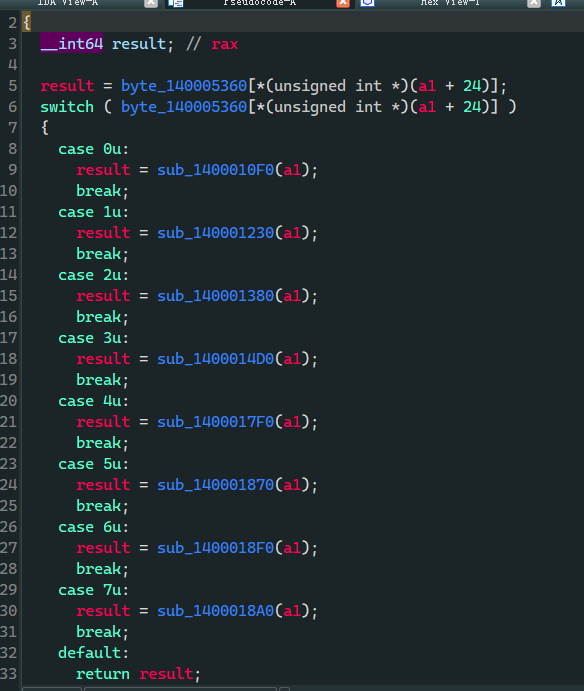 IDA View-A Pseudocode-A Hex View-1
2 {
3 __int64 result; // rax
4
5 result = byte_140005360[*(unsigned int *)(a1 + 24)];
6 switch ( byte_140005360[*(unsigned int *)(a1 + 24)] )
7 {
8 case 0u:
9 result = sub_1400010F0(a1);
10 break;
11 case 1u:
12 result = sub_140001230(a1);
13 break;
14 case 2u:
15 result = sub_140001380(a1);
16 break;
17 case 3u:
18 result = sub_1400014D0(a1);
19 break;
20 case 4u:
21 result = sub_1400017F0(a1);
22 break;
23 case 5u:
24 result = sub_140001870(a1);
25 break;
26 case 6u:
27 result = sub_1400018F0(a1);
28 break;
29 case 7u:
30 result = sub_1400018A0(a1);
31 break;
32 default:
33 return result;